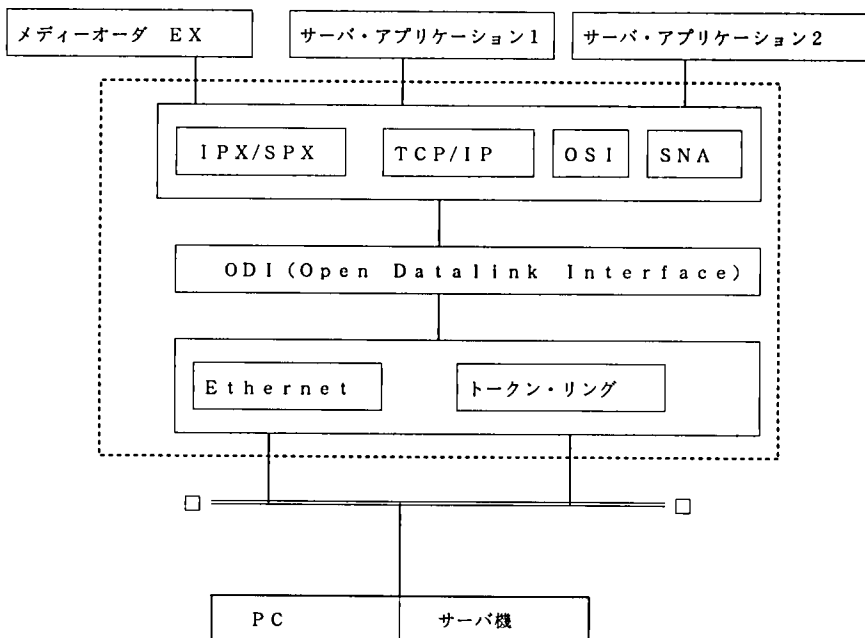 メディーオーダ EX
サーバ・アプリケーション1
サーバ・アプリケーション2
IPX/SPX
TCP/IP
OSI
SNA
ODI(Open Datalink Interface)
Ethernet
トークン・リング
PC
サーバ機